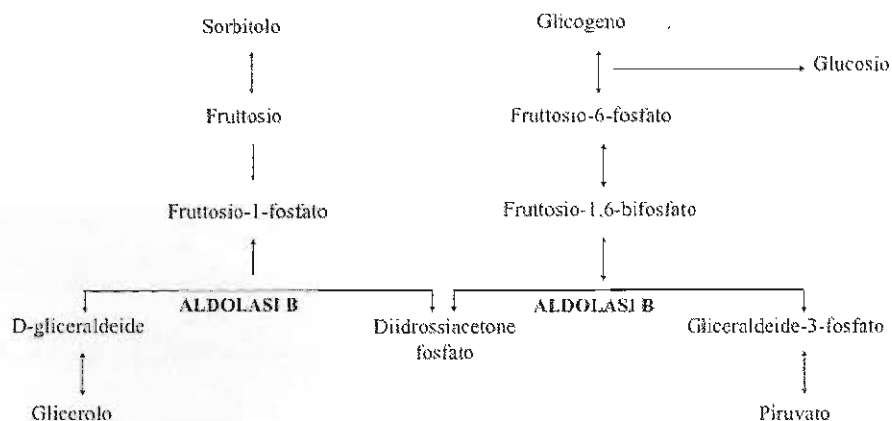 Sorbitolo
Glicogeno
Glucosio
Fruttosio
Fruttosio-6-fosfato
Fruttosio-1-fosfato
Fruttosio-1,6-bifosfato
ALDOLASI B
ALDOLASI B
D-gliceraldeide
Diidrossiacetone
fosfato
Gliceraldeide-3-fosfato
Glicerolo
Piruvato